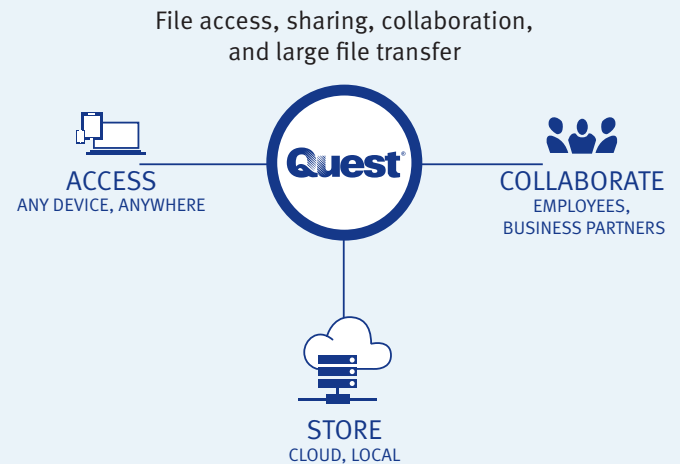 File access, sharing, collaboration,
and large file transfer
Quest®
ACCESS
ANY DEVICE, ANYWHERE
COLLABORATE
EMPLOYEES,
BUSINESS PARTNERS
STORE
CLOUD, LOCAL